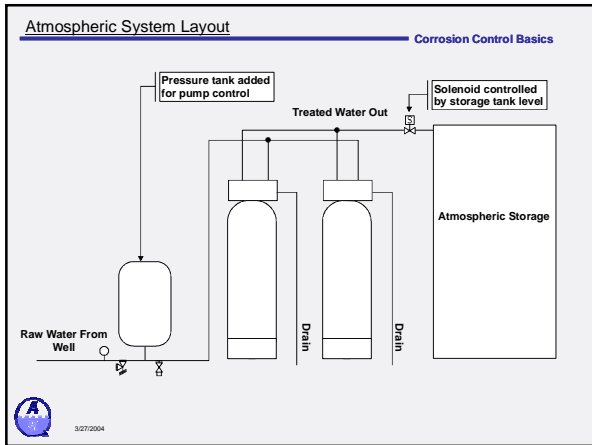 Atmospheric System Layout
Corrosion Control Basics
Pressure tank added
for pump control
Solenoid controlled
by storage tank level
Treated Water Out
S
Atmospheric Storage
Raw Water From
Well
Drain
Drain
A
3/27/2004